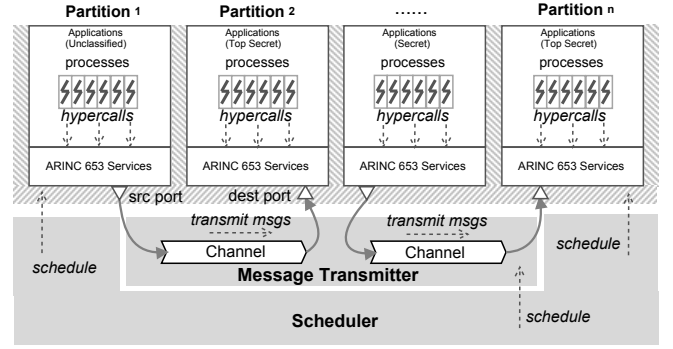 Partition 1
Partition 2
......
Partition n
Applications
(Unclassified)
processes
hypercalls
ARINC 653 Services
Applications
(Top Secret)
processes
hypercalls
ARINC 653 Services
Applications
(Secret)
processes
hypercalls
ARINC 653 Services
Applications
(Top Secret)
processes
hypercalls
ARINC 653 Services
src port
dest port
transmit msgs
transmit msgs
Channel
Channel
schedule
schedule
Message Transmitter
Scheduler
schedule